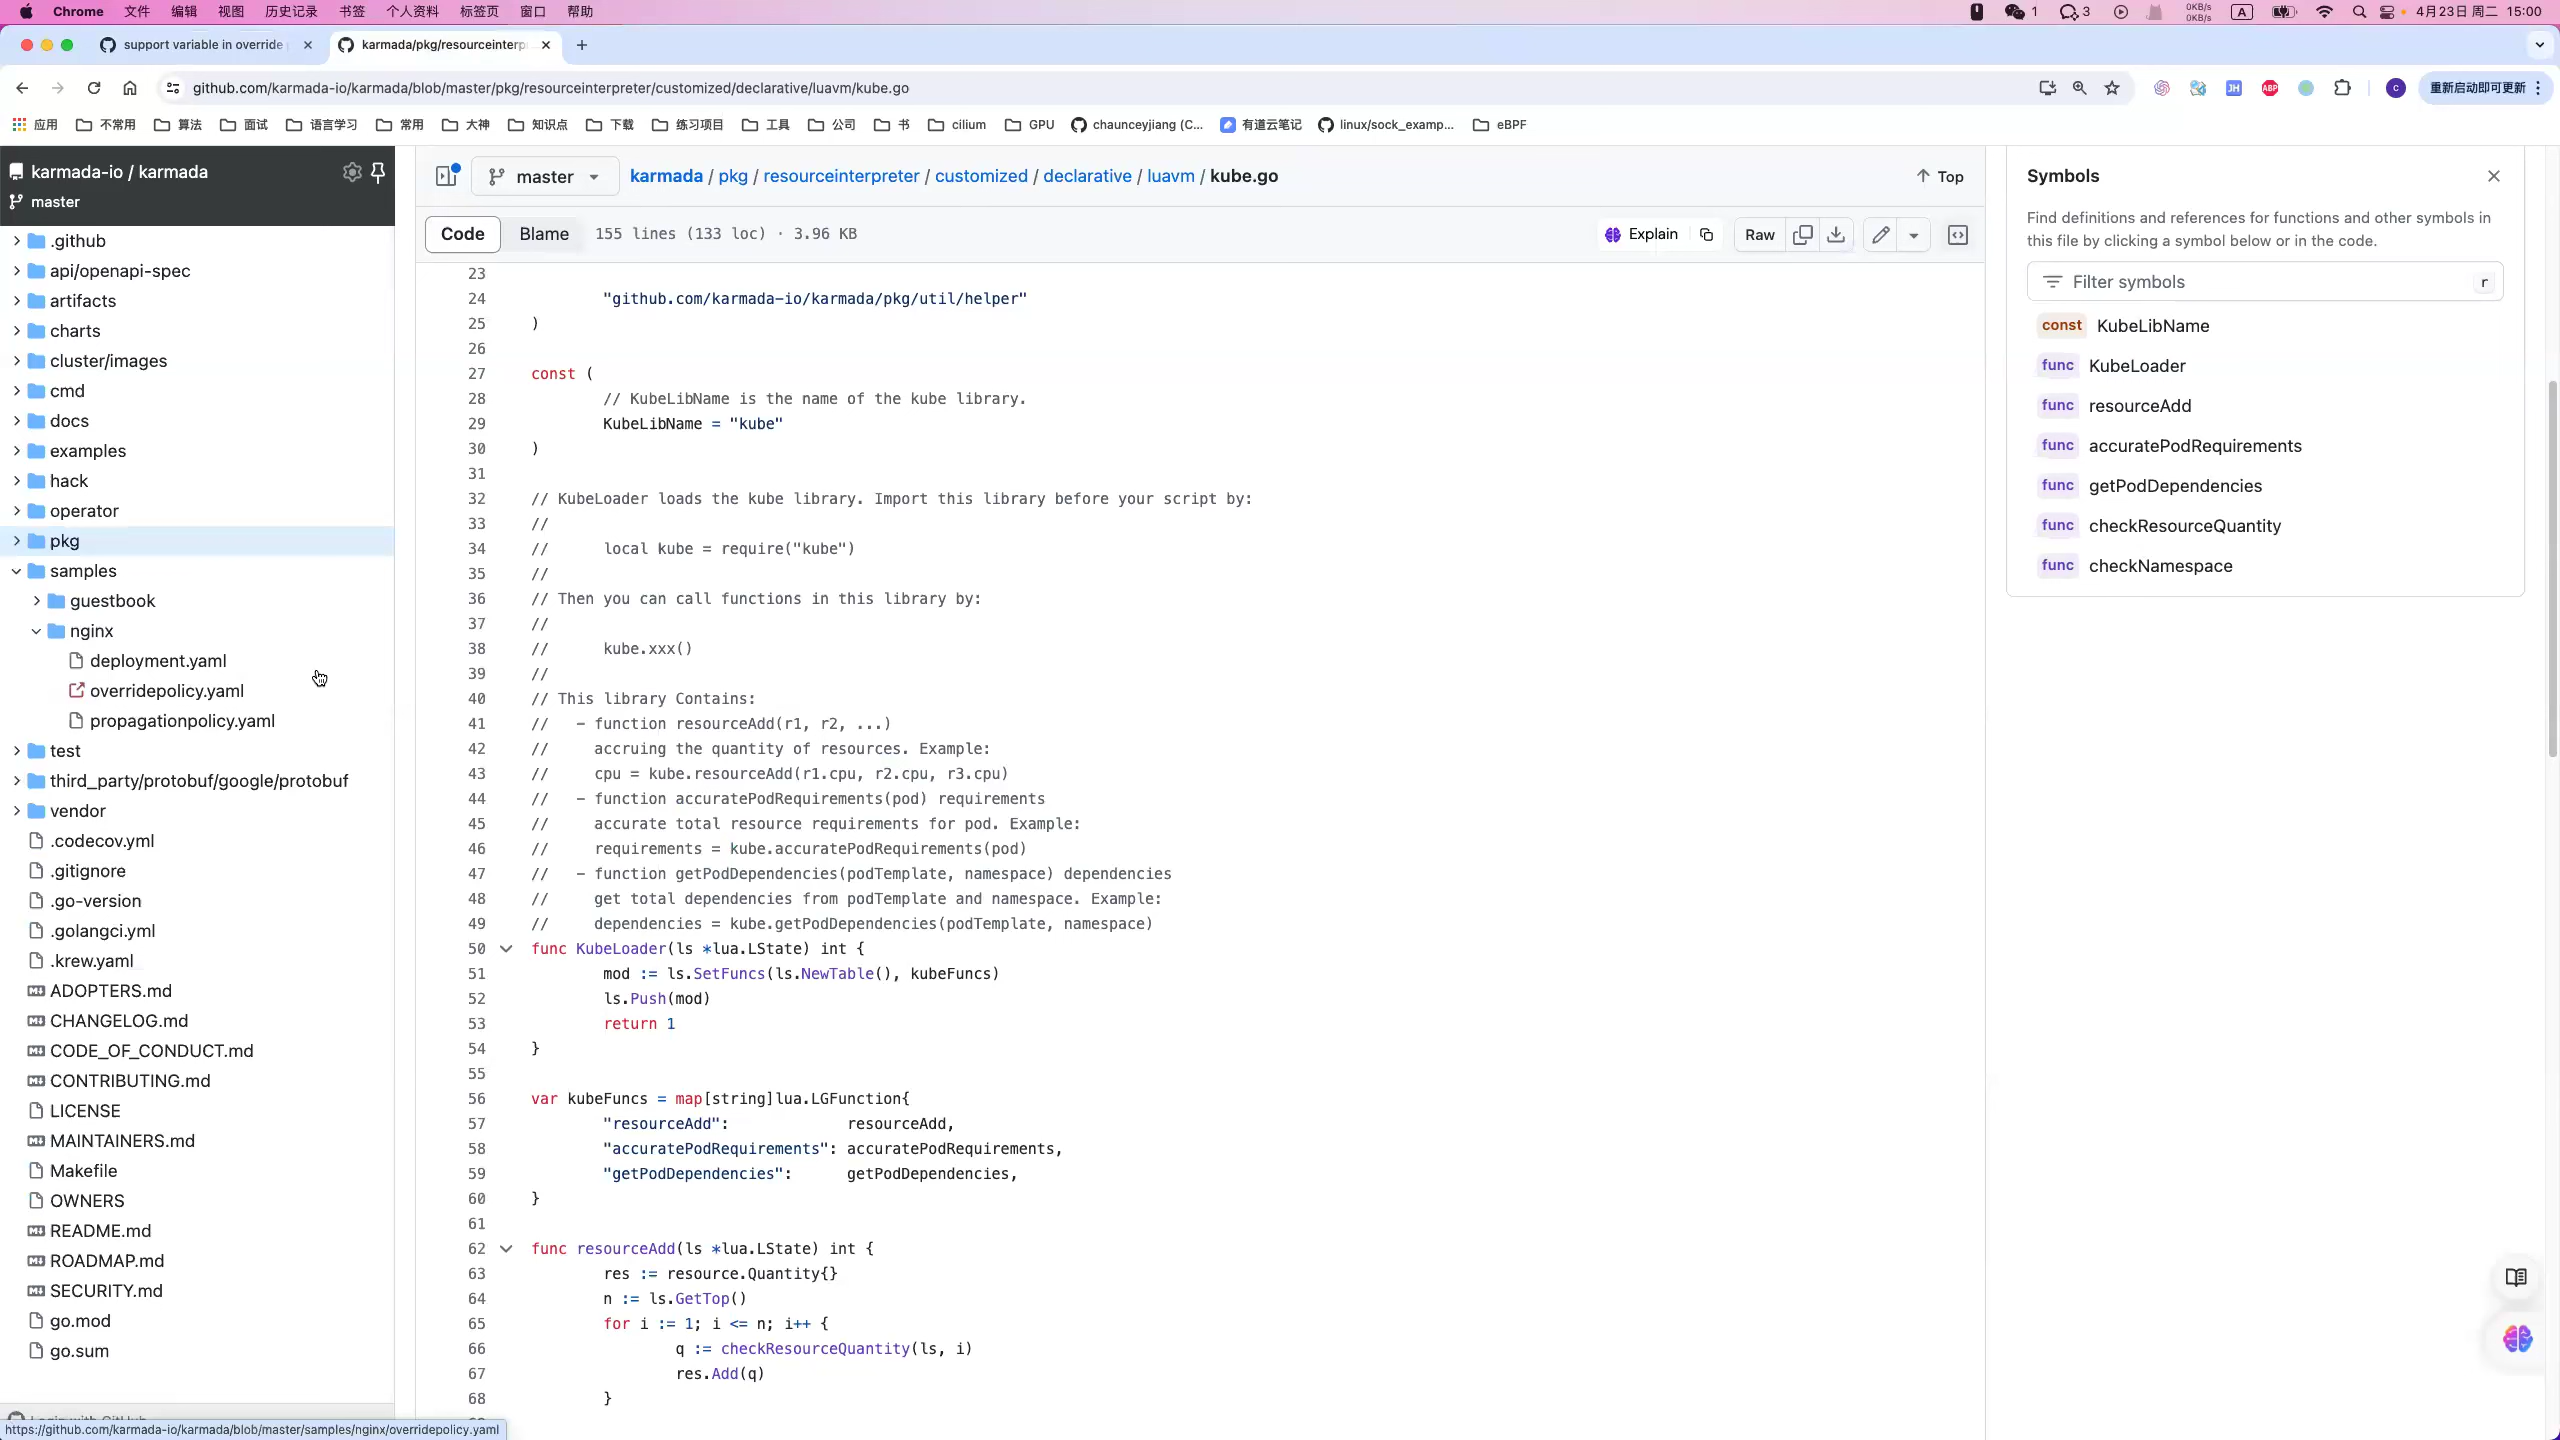 Chrome 文件 编辑 视图 历史记录 书签 个人资料 标签页 窗口 帮助
1 3 0KB/s 0KB/s A 4月23日 周二 15:00
support variable in override
karmada/pkg/resourceinterp
github.com/karmada-io/karmada/blob/master/pkg/resourceinterpreter/customized/declarative/luavm/kube.go
JH ABP C 重新启动即可更新
应用 不常用 算法 面试 语言学习 常用 大神 知识点 下载 练习项目 工具 公司 书 cilium GPU chaunceyjiang (C... 有道云笔记 linux/sock_examp... eBPF
karmada-io / karmada
master
.github
api/openapi-spec
artifacts
charts
cluster/images
cmd
docs
examples
hack
operator
pkg
samples
guestbook
nginx
deployment.yaml
overridepolicy.yaml
propagationpolicy.yaml
test
third_party/protobuf/google/protobuf
vendor
.codecov.yml
.gitignore
.go-version
.golangci.yml
.krew.yaml
ADOPTERS.md
CHANGELOG.md
CODE_OF_CONDUCT.md
CONTRIBUTING.md
LICENSE
MAINTAINERS.md
Makefile
OWNERS
README.md
ROADMAP.md
SECURITY.md
go.mod
go.sum
https://github.com/karmada-io/karmada/blob/master/samples/nginx/overridepolicy.yaml
master karmada / pkg / resourceinterpreter / customized / declarative / luavm / kube.go Top
Code Blame 155 lines (133 loc) · 3.96 KB Explain Raw
23
24 "github.com/karmada-io/karmada/pkg/util/helper"
25 )
26
27 const (
28 // KubeLibName is the name of the kube library.
29 KubeLibName = "kube"
30 )
31
32 // KubeLoader loads the kube library. Import this library before your script by:
33 //
34 // local kube = require("kube")
35 //
36 // Then you can call functions in this library by:
37 //
38 // kube.xxx()
39 //
40 // This library Contains:
41 // - function resourceAdd(r1, r2, ...)
42 // accruing the quantity of resources. Example:
43 // cpu = kube.resourceAdd(r1.cpu, r2.cpu, r3.cpu)
44 // - function accuratePodRequirements(pod) requirements
45 // accurate total resource requirements for pod. Example:
46 // requirements = kube.accuratePodRequirements(pod)
47 // - function getPodDependencies(podTemplate, namespace) dependencies
48 // get total dependencies from podTemplate and namespace. Example:
49 // dependencies = kube.getPodDependencies(podTemplate, namespace)
50 func KubeLoader(ls *lua.LState) int {
51 mod := ls.SetFuncs(ls.NewTable(), kubeFuncs)
52 ls.Push(mod)
53 return 1
54 }
55
56 var kubeFuncs = map[string]lua.LGFunction{
57 "resourceAdd": resourceAdd,
58 "accuratePodRequirements": accuratePodRequirements,
59 "getPodDependencies": getPodDependencies,
60 }
61
62 func resourceAdd(ls *lua.LState) int {
63 res := resource.Quantity{}
64 n := ls.GetTop()
65 for i := 1; i <= n; i++ {
66 q := checkResourceQuantity(ls, i)
67 res.Add(q)
68 }
Symbols
Find definitions and references for functions and other symbols in
this file by clicking a symbol below or in the code.
Filter symbols r
const KubeLibName
func KubeLoader
func resourceAdd
func accuratePodRequirements
func getPodDependencies
func checkResourceQuantity
func checkNamespace